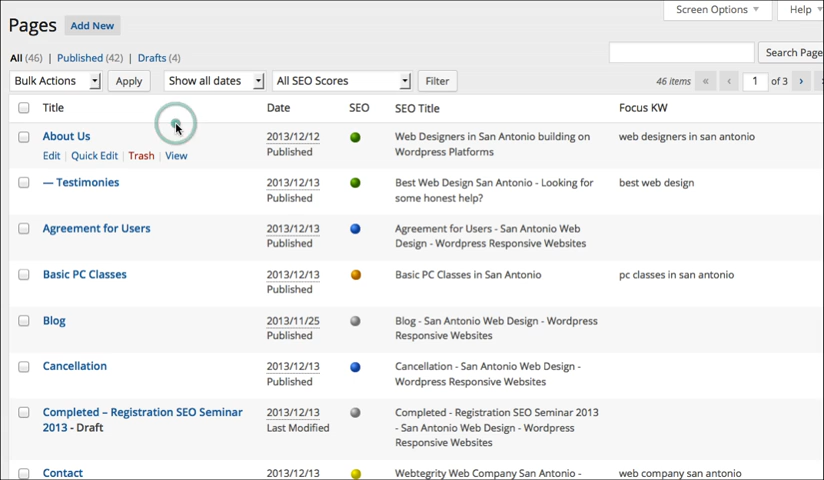 Screen Options Help
Pages Add New
All (46) | Published (42) | Drafts (4)
Search Page
Bulk Actions Apply Show all dates All SEO Scores Filter 46 items « ‹ 1 of 3 ›
Title Date SEO SEO Title Focus KW
About Us 2013/12/12 Web Designers in San Antonio building on web designers in san antonio
Edit | Quick Edit | Trash | View Published Wordpress Platforms
— Testimonies 2013/12/13 Best Web Design San Antonio - Looking for best web design
Published some honest help?
Agreement for Users 2013/12/13 Agreement for Users - San Antonio Web
Published Design - Wordpress Responsive Websites
Basic PC Classes 2013/12/13 Basic PC Classes in San Antonio pc classes in san antonio
Published
Blog 2013/11/25 Blog - San Antonio Web Design - Wordpress
Published Responsive Websites
Cancellation 2013/12/13 Cancellation - San Antonio Web Design -
Published Wordpress Responsive Websites
Completed – Registration SEO Seminar 2013/12/13 Completed - Registration SEO Seminar 2013
2013 - Draft Last Modified - San Antonio Web Design - Wordpress
Responsive Websites
Contact 2013/12/13 Webtegrity Web Company San Antonio - web company san antonio